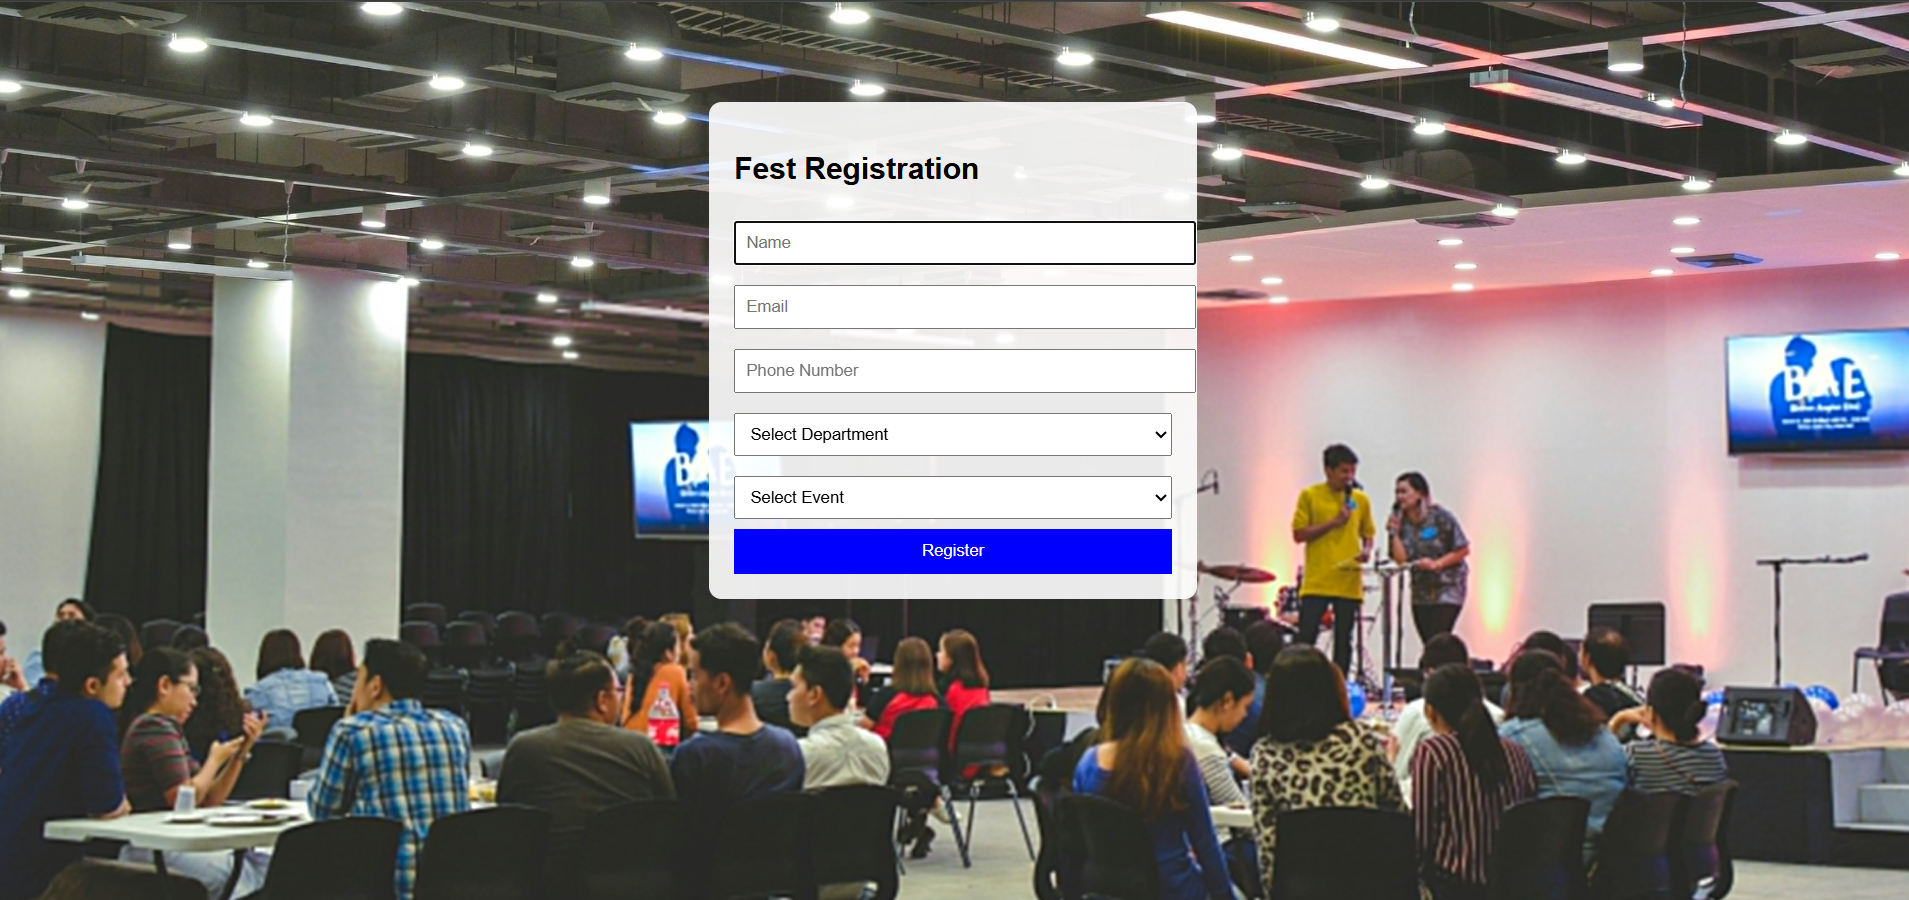 Fest Registration
Name
Email
Phone Number
Select Department
Select Event
Register